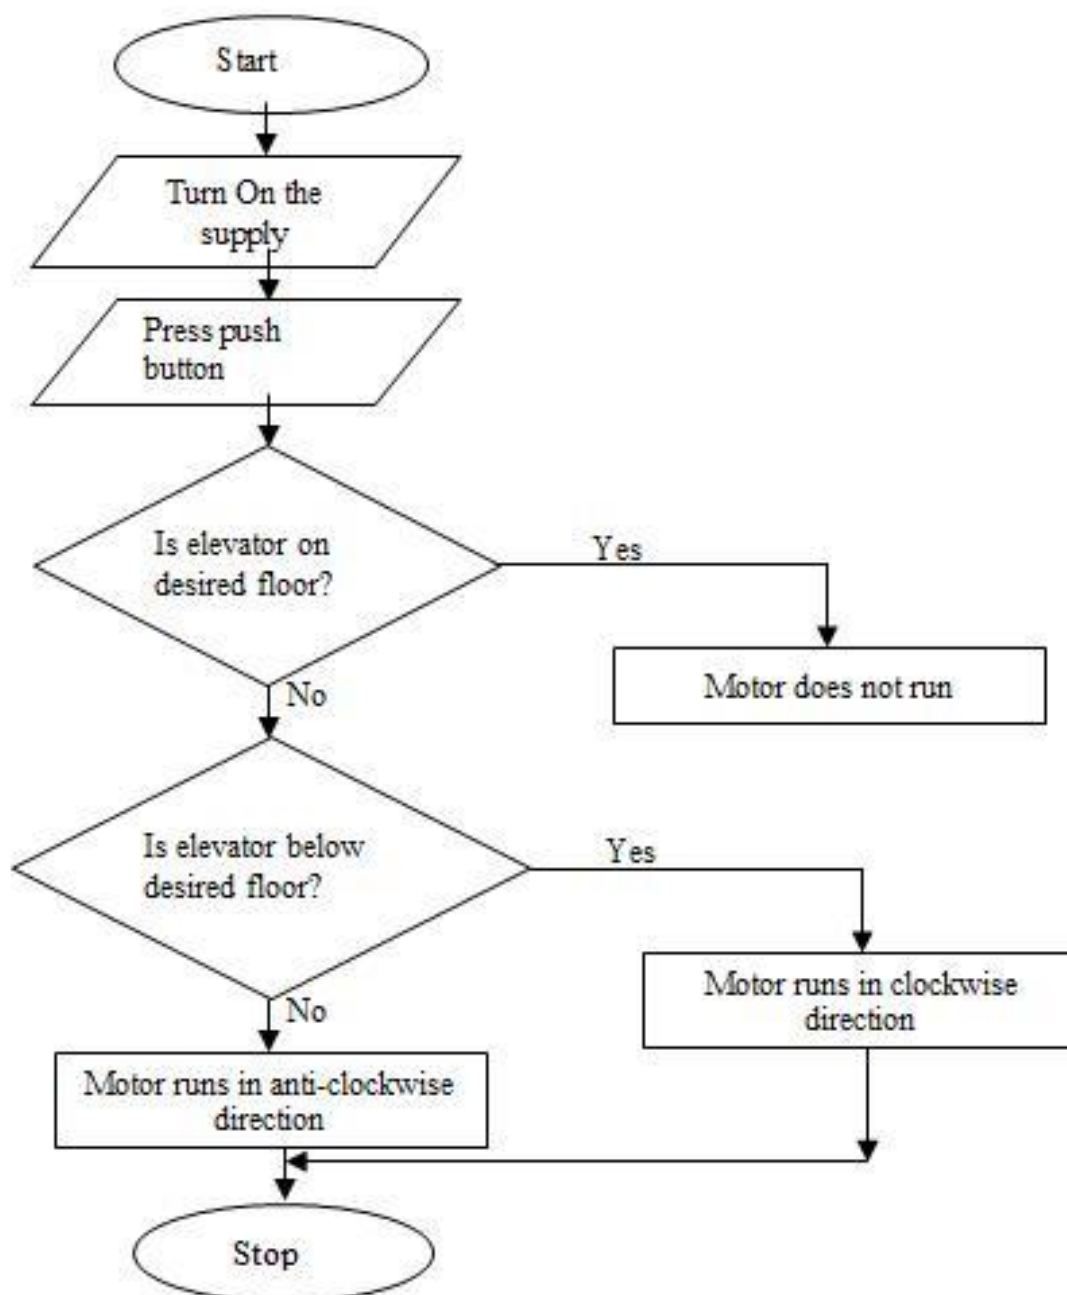 Start
Turn On the
supply
Press push
button
Is elevator on
desired floor?
Yes
Motor does not run
No
Is elevator below
desired floor?
Yes
Motor runs in clockwise
direction
No
Motor runs in anti-clockwise
direction
Stop